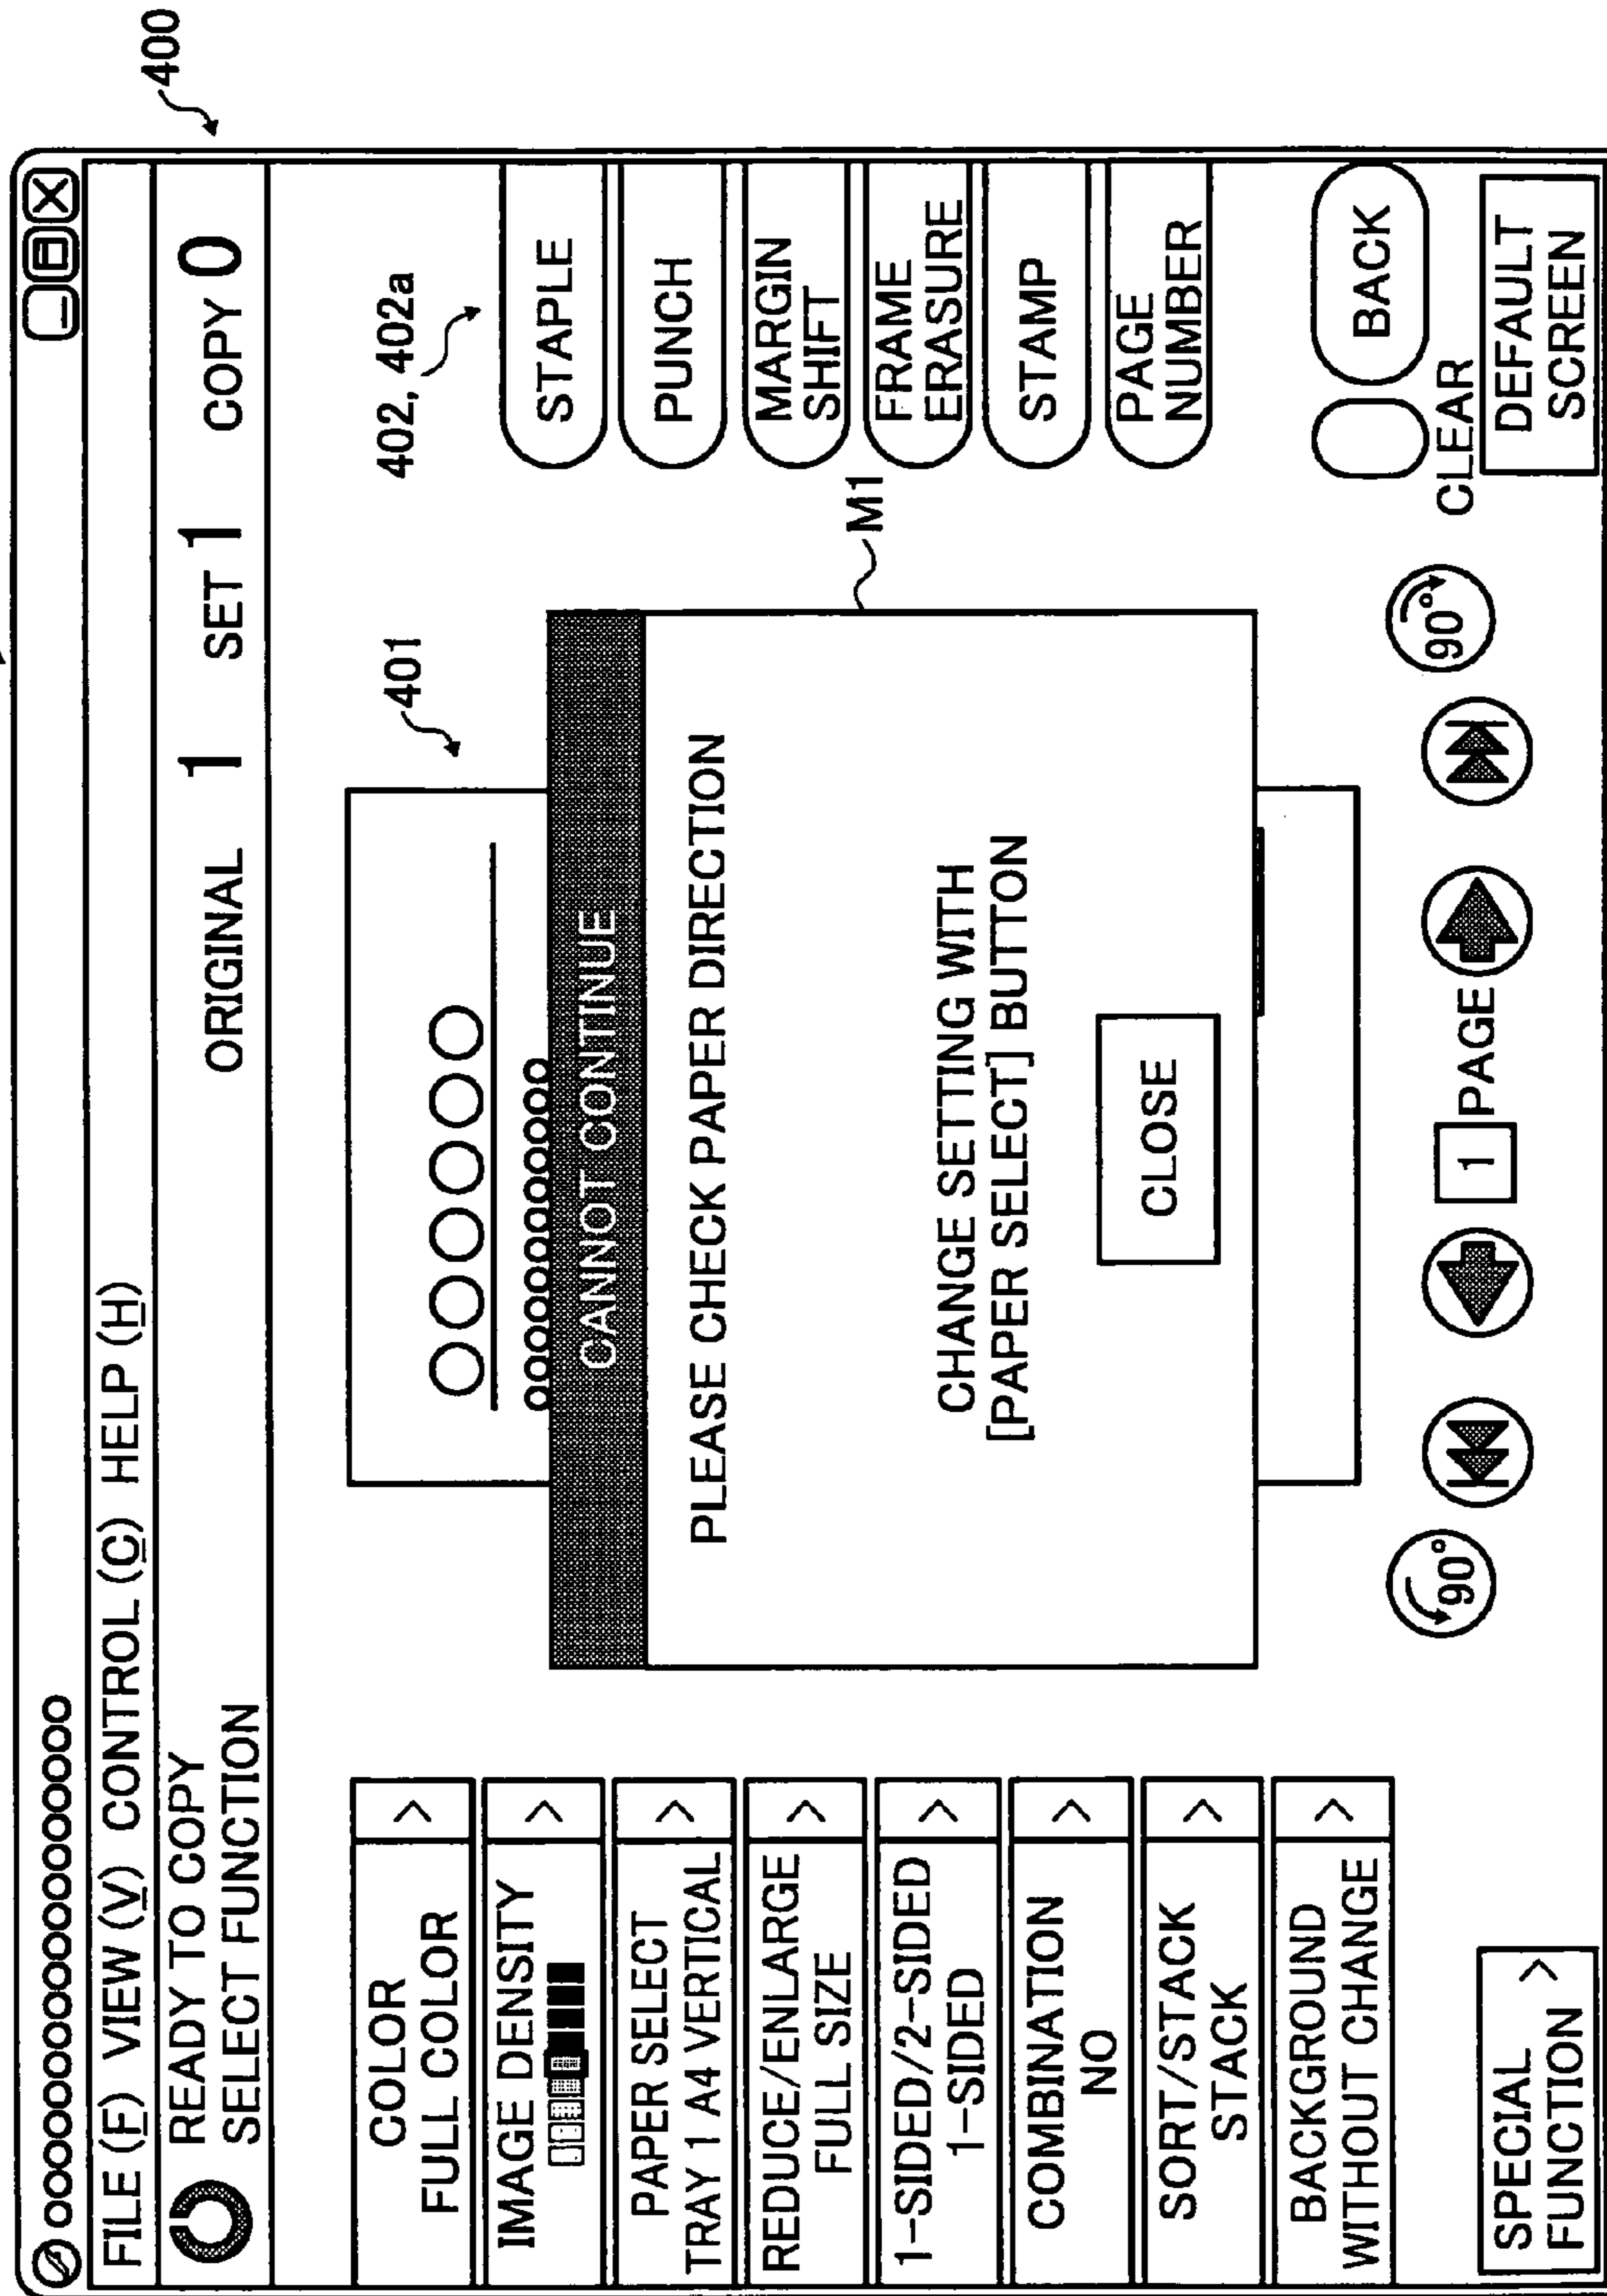 400
FILE (F) VIEW (V) CONTROL (C) HELP (H)
READY TO COPY
SELECT FUNCTION
ORIGINAL 1 SET 1 COPY 0
COLOR
FULL COLOR >
IMAGE DENSITY >
PAPER SELECT
TRAY 1 A4 VERTICAL >
REDUCE/ENLARGE
FULL SIZE >
1-SIDED/2-SIDED
1-SIDED >
COMBINATION
NO >
SORT/STACK
STACK >
BACKGROUND
WITHOUT CHANGE >
SPECIAL
FUNCTION >
401
CANNOT CONTINUE
PLEASE CHECK PAPER DIRECTION
CHANGE SETTING WITH
[PAPER SELECT] BUTTON
CLOSE
M1
90°
1 PAGE
90°
402, 402a
STAPLE
PUNCH
MARGIN
SHIFT
FRAME
ERASURE
STAMP
PAGE
NUMBER
BACK
CLEAR
DEFAULT
SCREEN